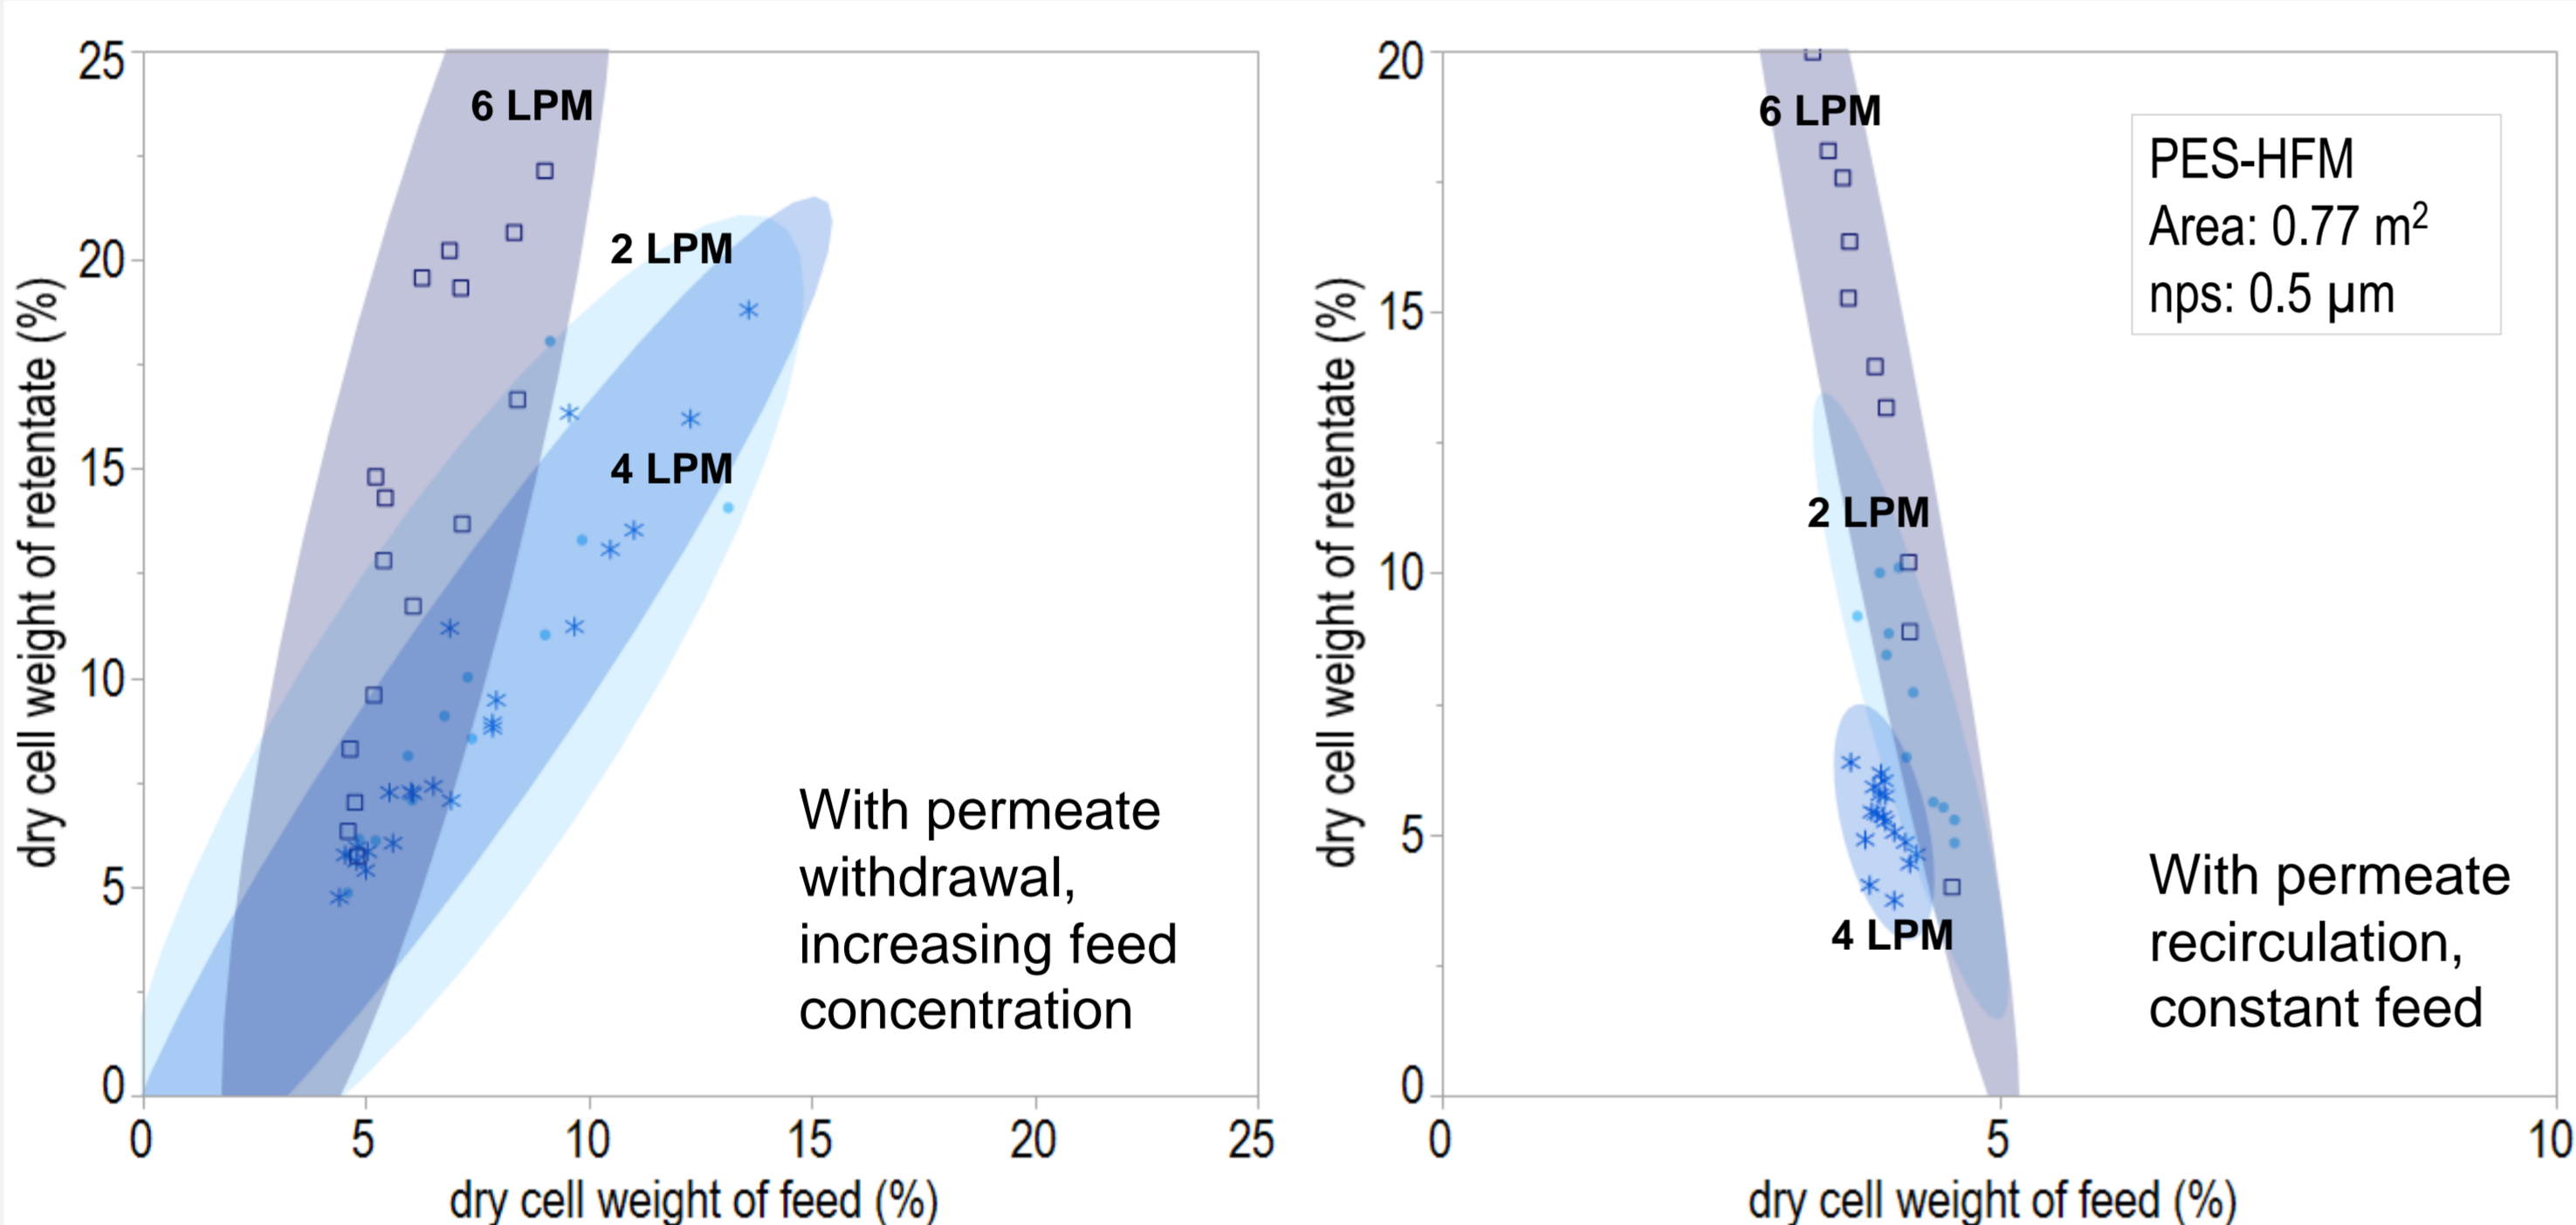 25
20
15
10
5
0
0
5
10
15
20
25
dry cell weight of retentate (%)
dry cell weight of feed (%)
6 LPM
2 LPM
4 LPM
With permeate
withdrawal,
increasing feed
concentration
20
15
10
5
0
0
5
10
dry cell weight of retentate (%)
dry cell weight of feed (%)
6 LPM
2 LPM
4 LPM
PES-HFM
Area: 0.77 m²
nps: 0.5 µm
With permeate
recirculation,
constant feed